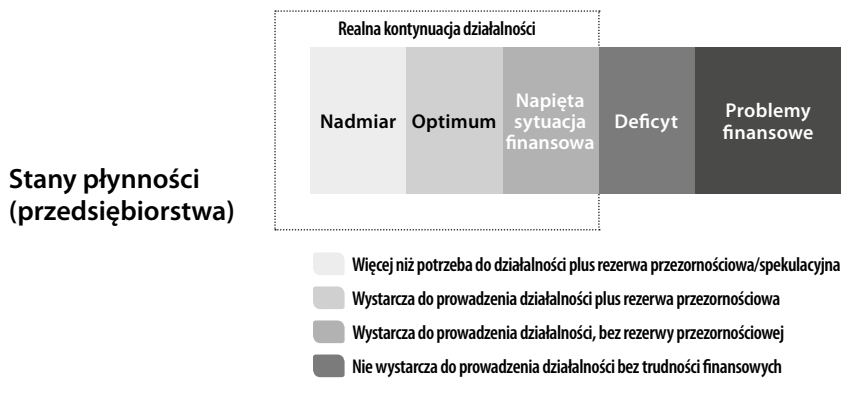 Realna kontynuacja działalności
Nadmiar
Optimum
Napięta
sytuacja
finansowa
Deficyt
Problemy
finansowe
Stany płynności
(przedsiębiorstwa)
Więcej niż potrzeba do działalności plus rezerwa przezornościowa/spekulacyjna
Wystarcza do prowadzenia działalności plus rezerwa przezornościowa
Wystarcza do prowadzenia działalności, bez rezerwy przezornościowej
Nie wystarcza do prowadzenia działalności bez trudności finansowych